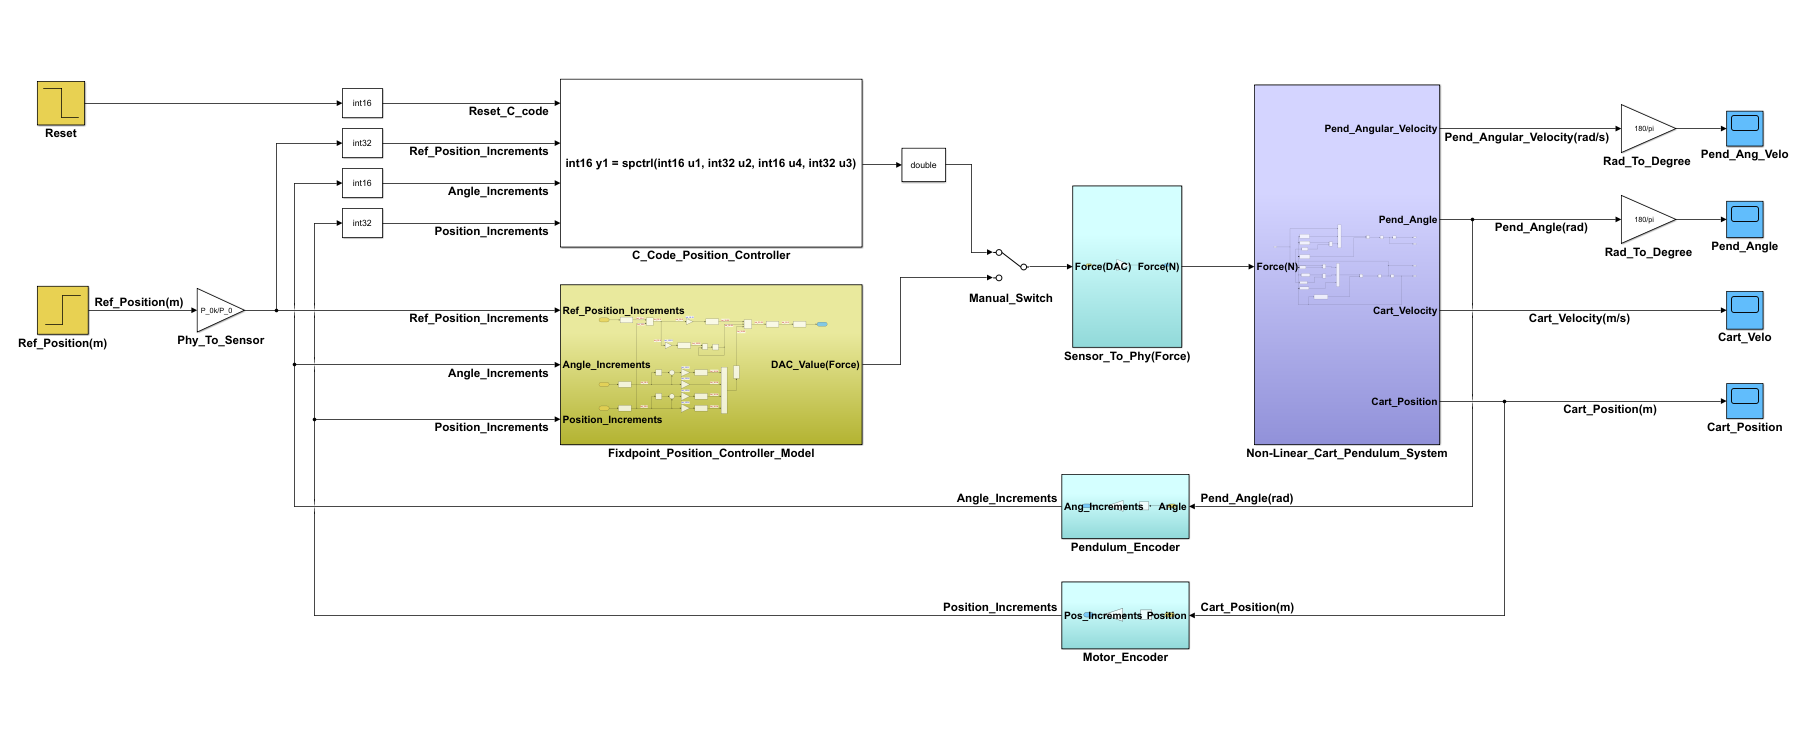 Reset
int16
Reset_C_code
int32
Ref_Position_Increments
int16
Angle_Increments
int32
Position_Increments
int16 y1 = spctrl(int16 u1, int32 u2, int16 u4, int32 u3)
C_Code_Position_Controller
double
Manual_Switch
Ref_Position(m)
Ref_Position(m)
P_0k/P_0
Phy_To_Sensor
Ref_Position_Increments
Angle_Increments
Position_Increments
Ref_Position_Increments
Angle_Increments
Position_Increments
DAC_Value(Force)
Fixdpoint_Position_Controller_Model
Force(DAC)
Force(N)
Sensor_To_Phy(Force)
Force(N)
Pend_Angular_Velocity
Pend_Angle
Cart_Velocity
Cart_Position
Non-Linear_Cart_Pendulum_System
Pend_Angular_Velocity(rad/s)
180/pi
Rad_To_Degree
Pend_Ang_Velo
Pend_Angle(rad)
180/pi
Rad_To_Degree
Pend_Angle
Cart_Velocity(m/s)
Cart_Velo
Cart_Position(m)
Cart_Position
Angle_Increments
Ang_Increments
Angle
Pend_Angle(rad)
Pendulum_Encoder
Position_Increments
Pos_Increments
Position
Cart_Position(m)
Motor_Encoder